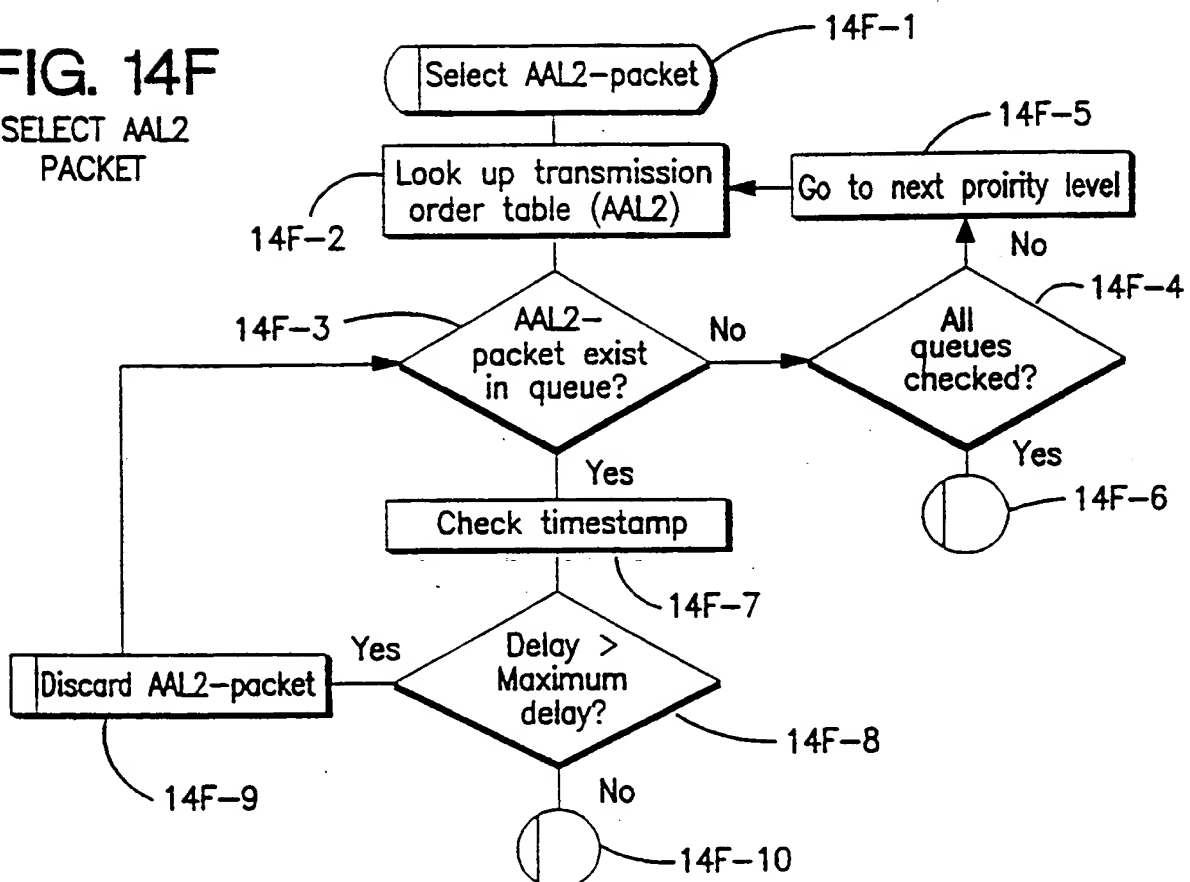 FIG. 14F
SELECT AAL2
PACKET
14F-1
Select AAL2-packet
14F-5
Look up transmission
order table (AAL2)
Go to next proirity level
14F-2
No
14F-4
14F-3
AAL2-
packet exist
in queue?
No
All
queues
checked?
Yes
Yes
14F-6
Check timestamp
14F-7
Yes
Delay >
Maximum
delay?
Discard AAL2-packet
14F-8
14F-9
No
14F-10